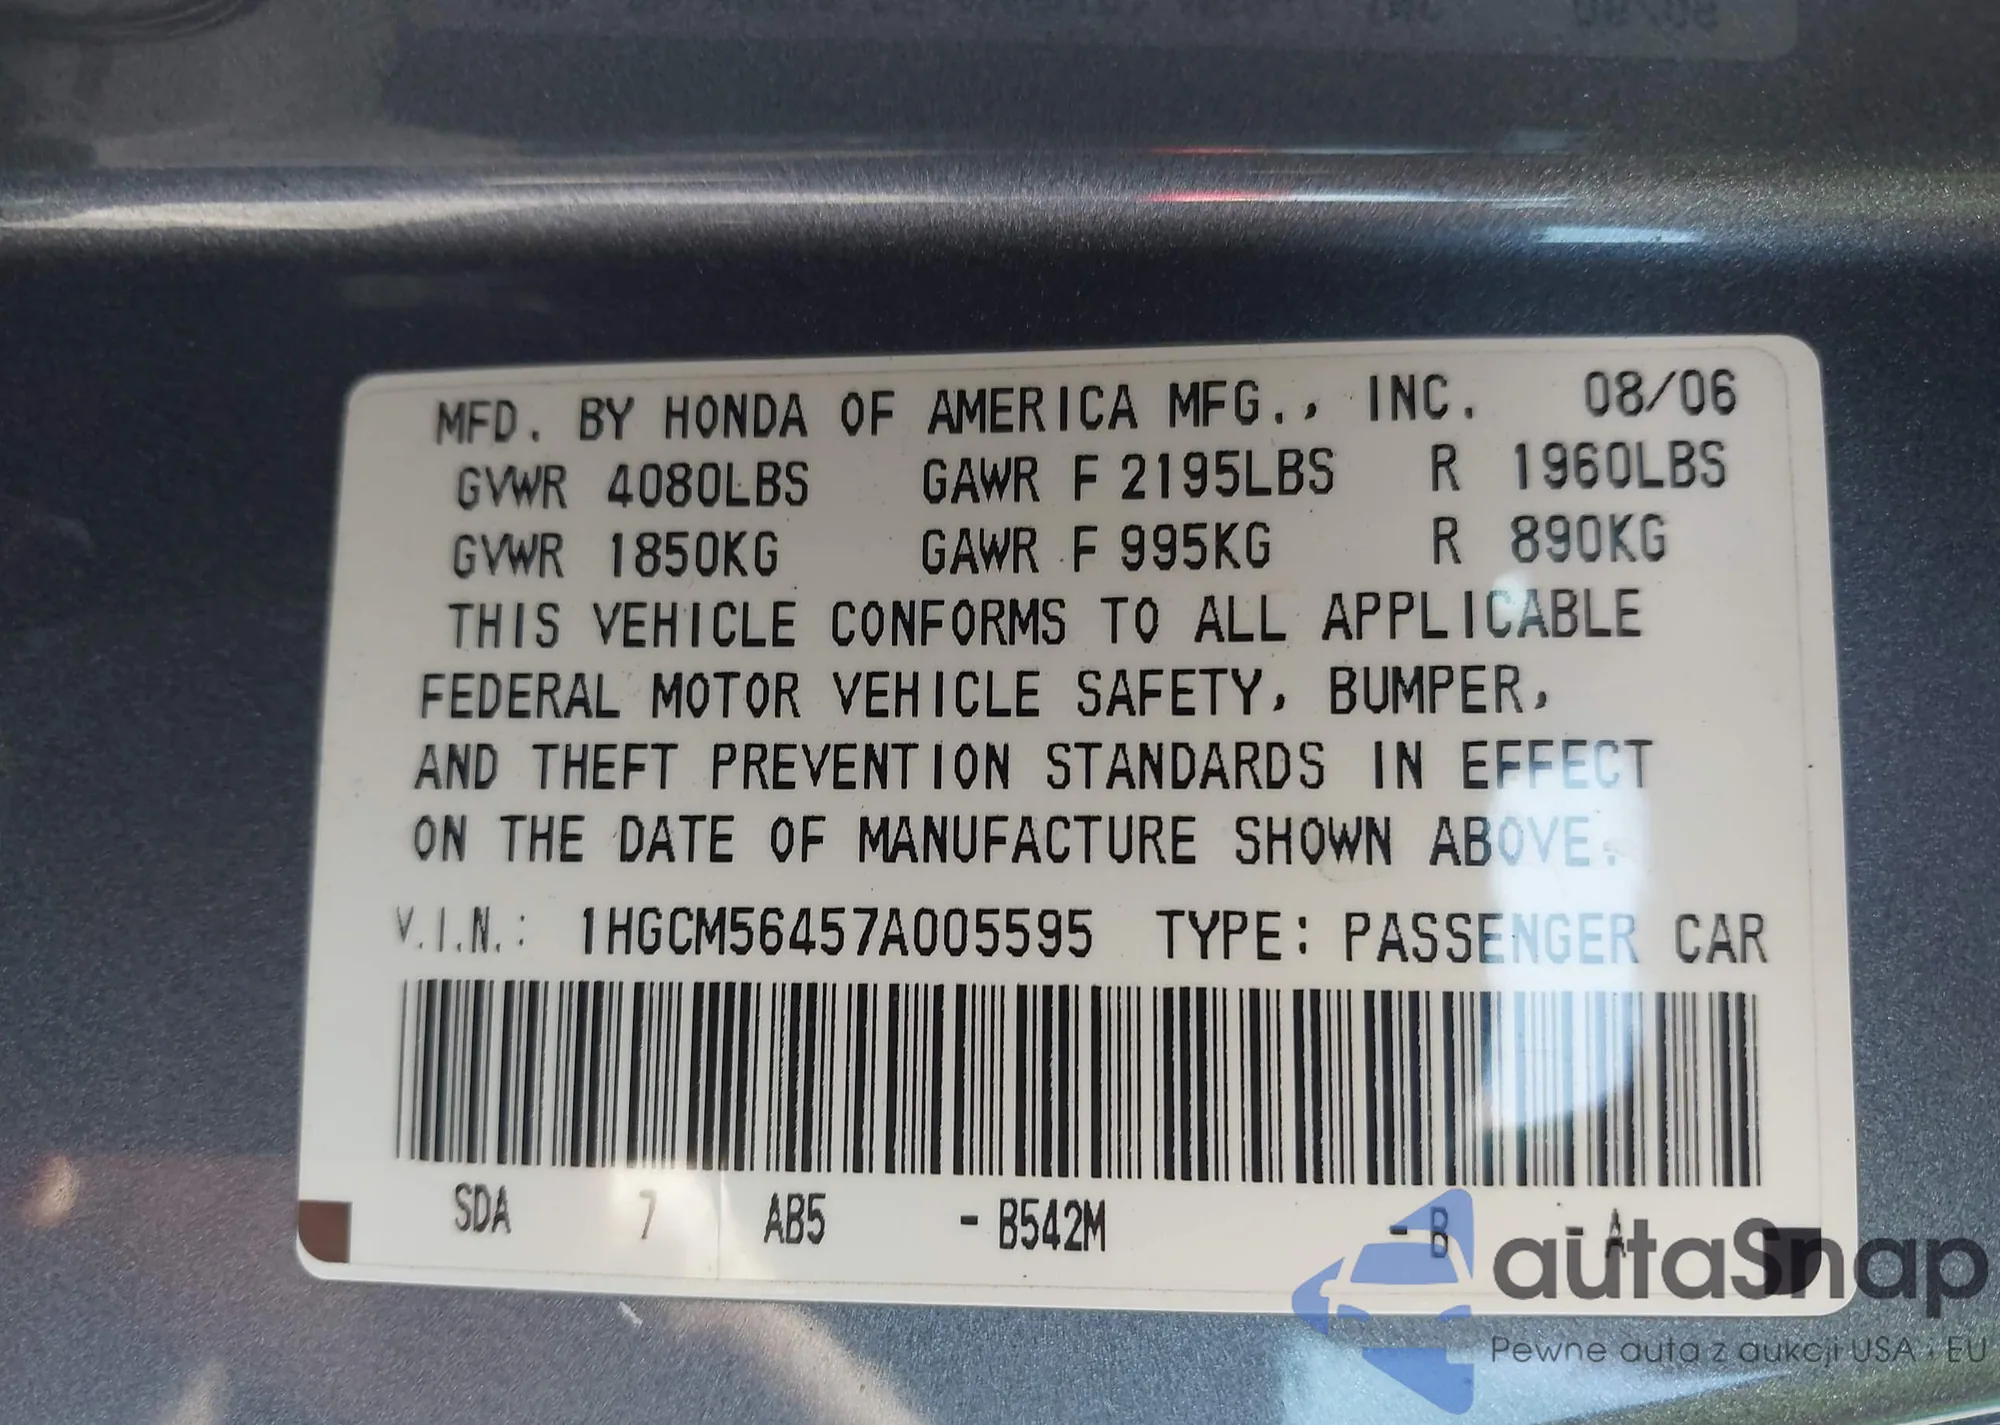 MFD. BY HONDA OF AMERICA MFG., INC. 08/06
GVWR 4080LBS GAWR F 2195LBS R 1960LBS
GVWR 1850KG GAWR F 995KG R 890KG
THIS VEHICLE CONFORMS TO ALL APPLICABLE
FEDERAL MOTOR VEHICLE SAFETY, BUMPER,
AND THEFT PREVENTION STANDARDS IN EFFECT
ON THE DATE OF MANUFACTURE SHOWN ABOVE.
V.I.N.: 1HGCM56457A005595 TYPE: PASSENGER CAR
SDA 7 AB5 - B542M - B - A
autaSnap
Pewne auta z aukcji USA i EU